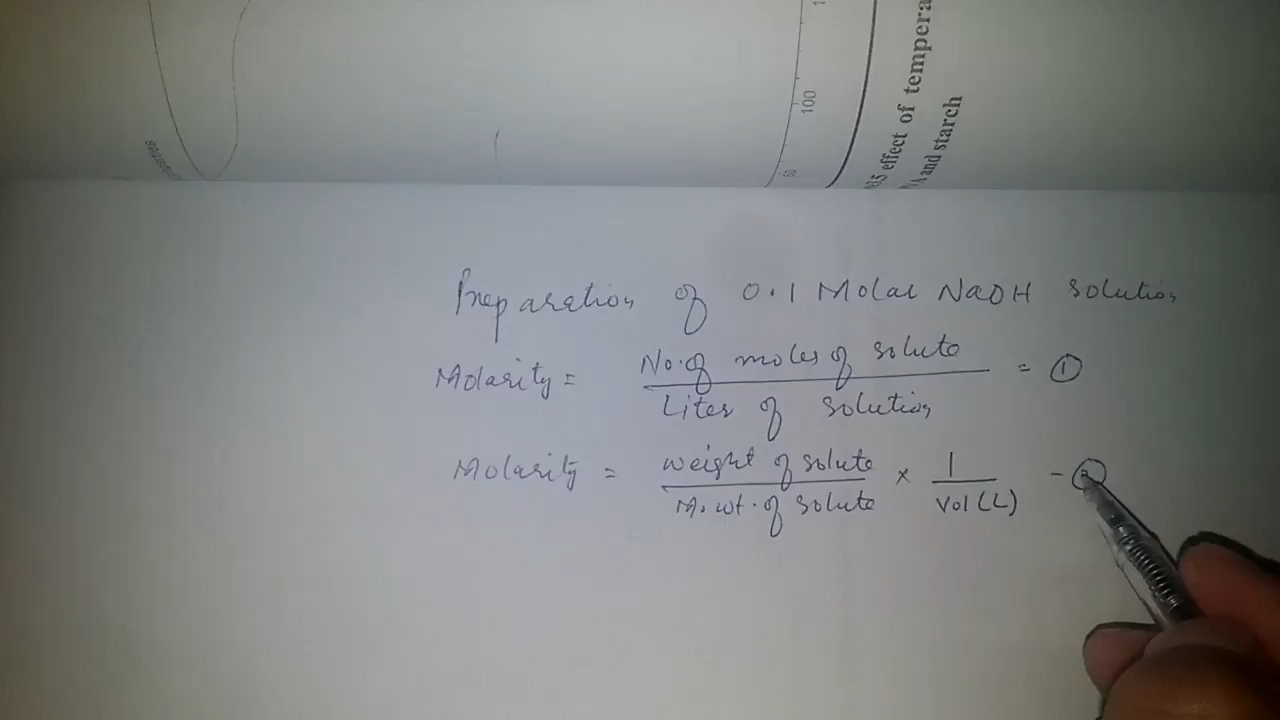 100
effect of tempera
A and starch
Preparation of 0.1 Molar NaOH solution
Molarity = No. of moles of solute / Liter of solution = ①
Molarity = weight of solute / M. wt. of solute × 1 / Vol (L) - ②